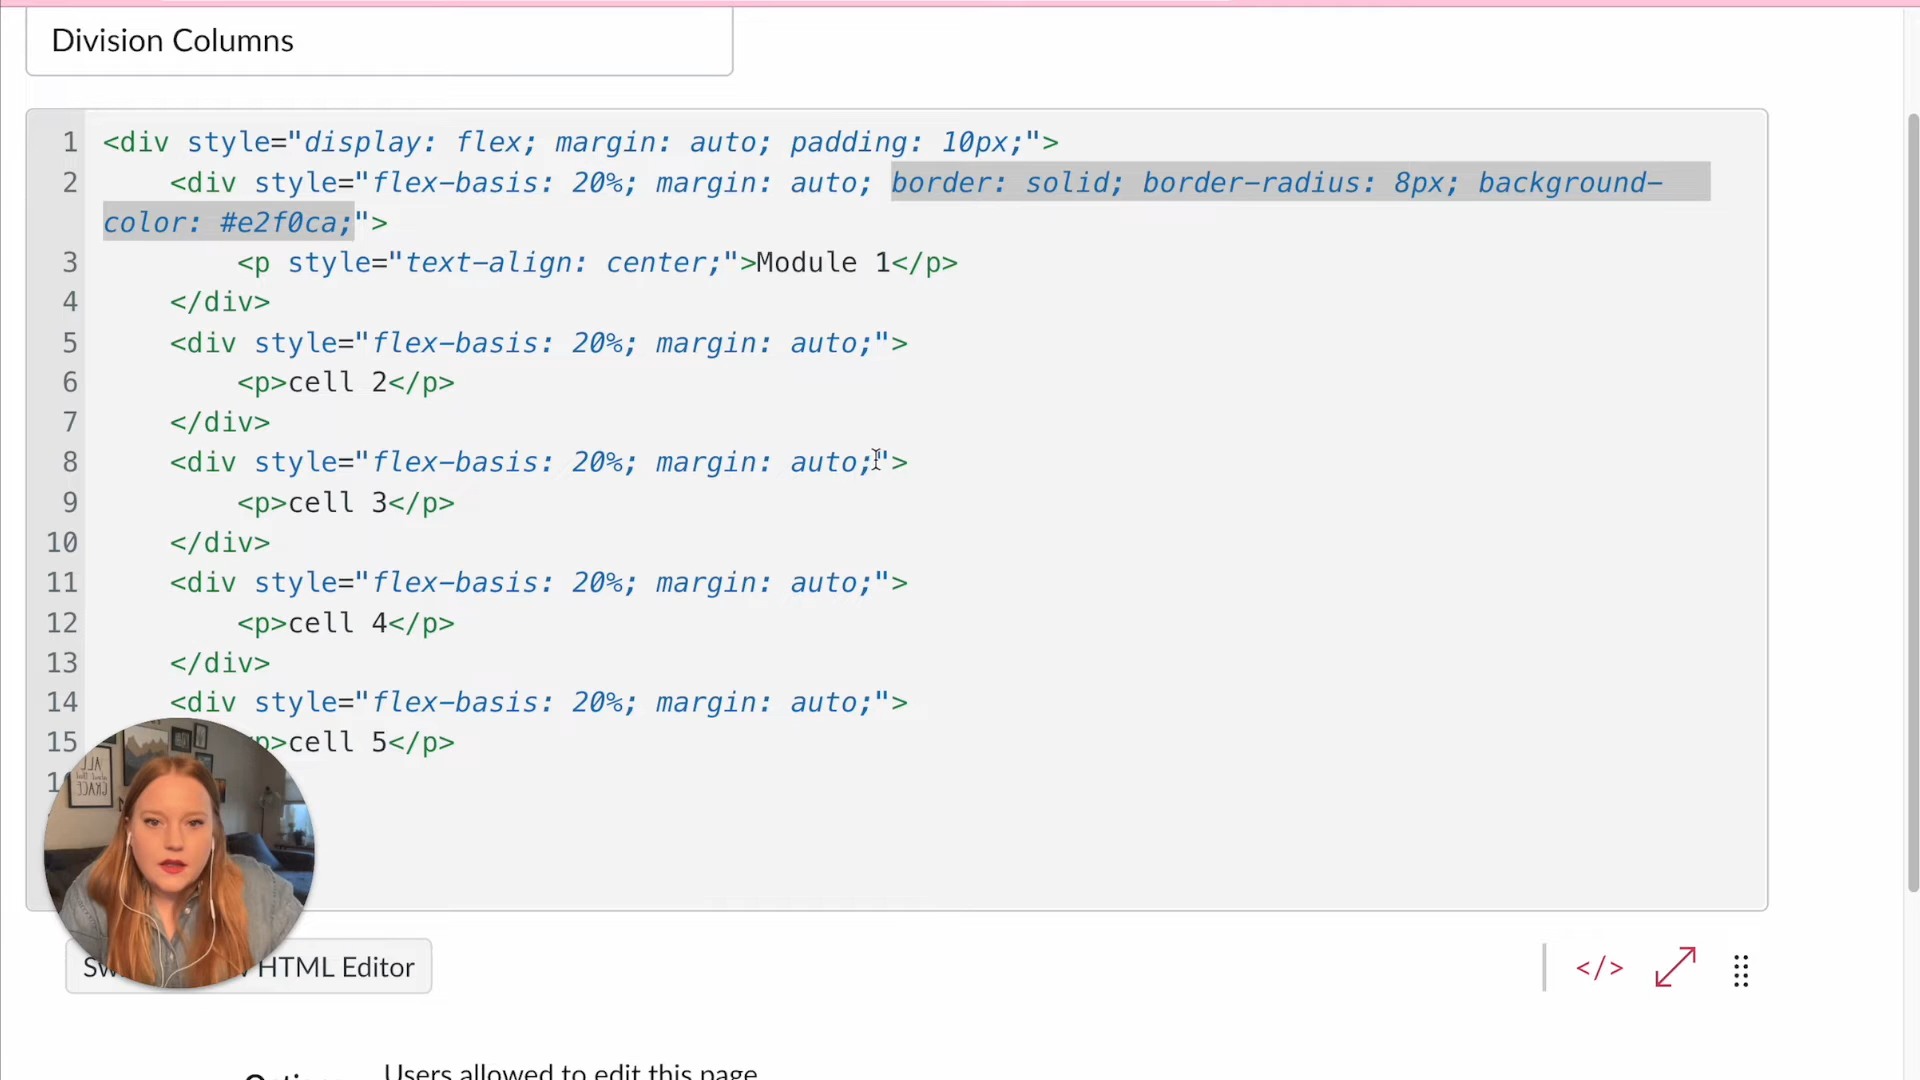 Division Columns
1 <div style="display: flex; margin: auto; padding: 10px;">
2 <div style="flex-basis: 20%; margin: auto; border: solid; border-radius: 8px; background-
color: #e2f0ca;">
3 <p style="text-align: center;">Module 1</p>
4 </div>
5 <div style="flex-basis: 20%; margin: auto;">
6 <p>cell 2</p>
7 </div>
8 <div style="flex-basis: 20%; margin: auto;">
9 <p>cell 3</p>
10 </div>
11 <div style="flex-basis: 20%; margin: auto;">
12 <p>cell 4</p>
13 </div>
14 <div style="flex-basis: 20%; margin: auto;">
15 p>cell 5</p>
ALL
GRACE
HTML Editor
</>
Users allowed to edit this page